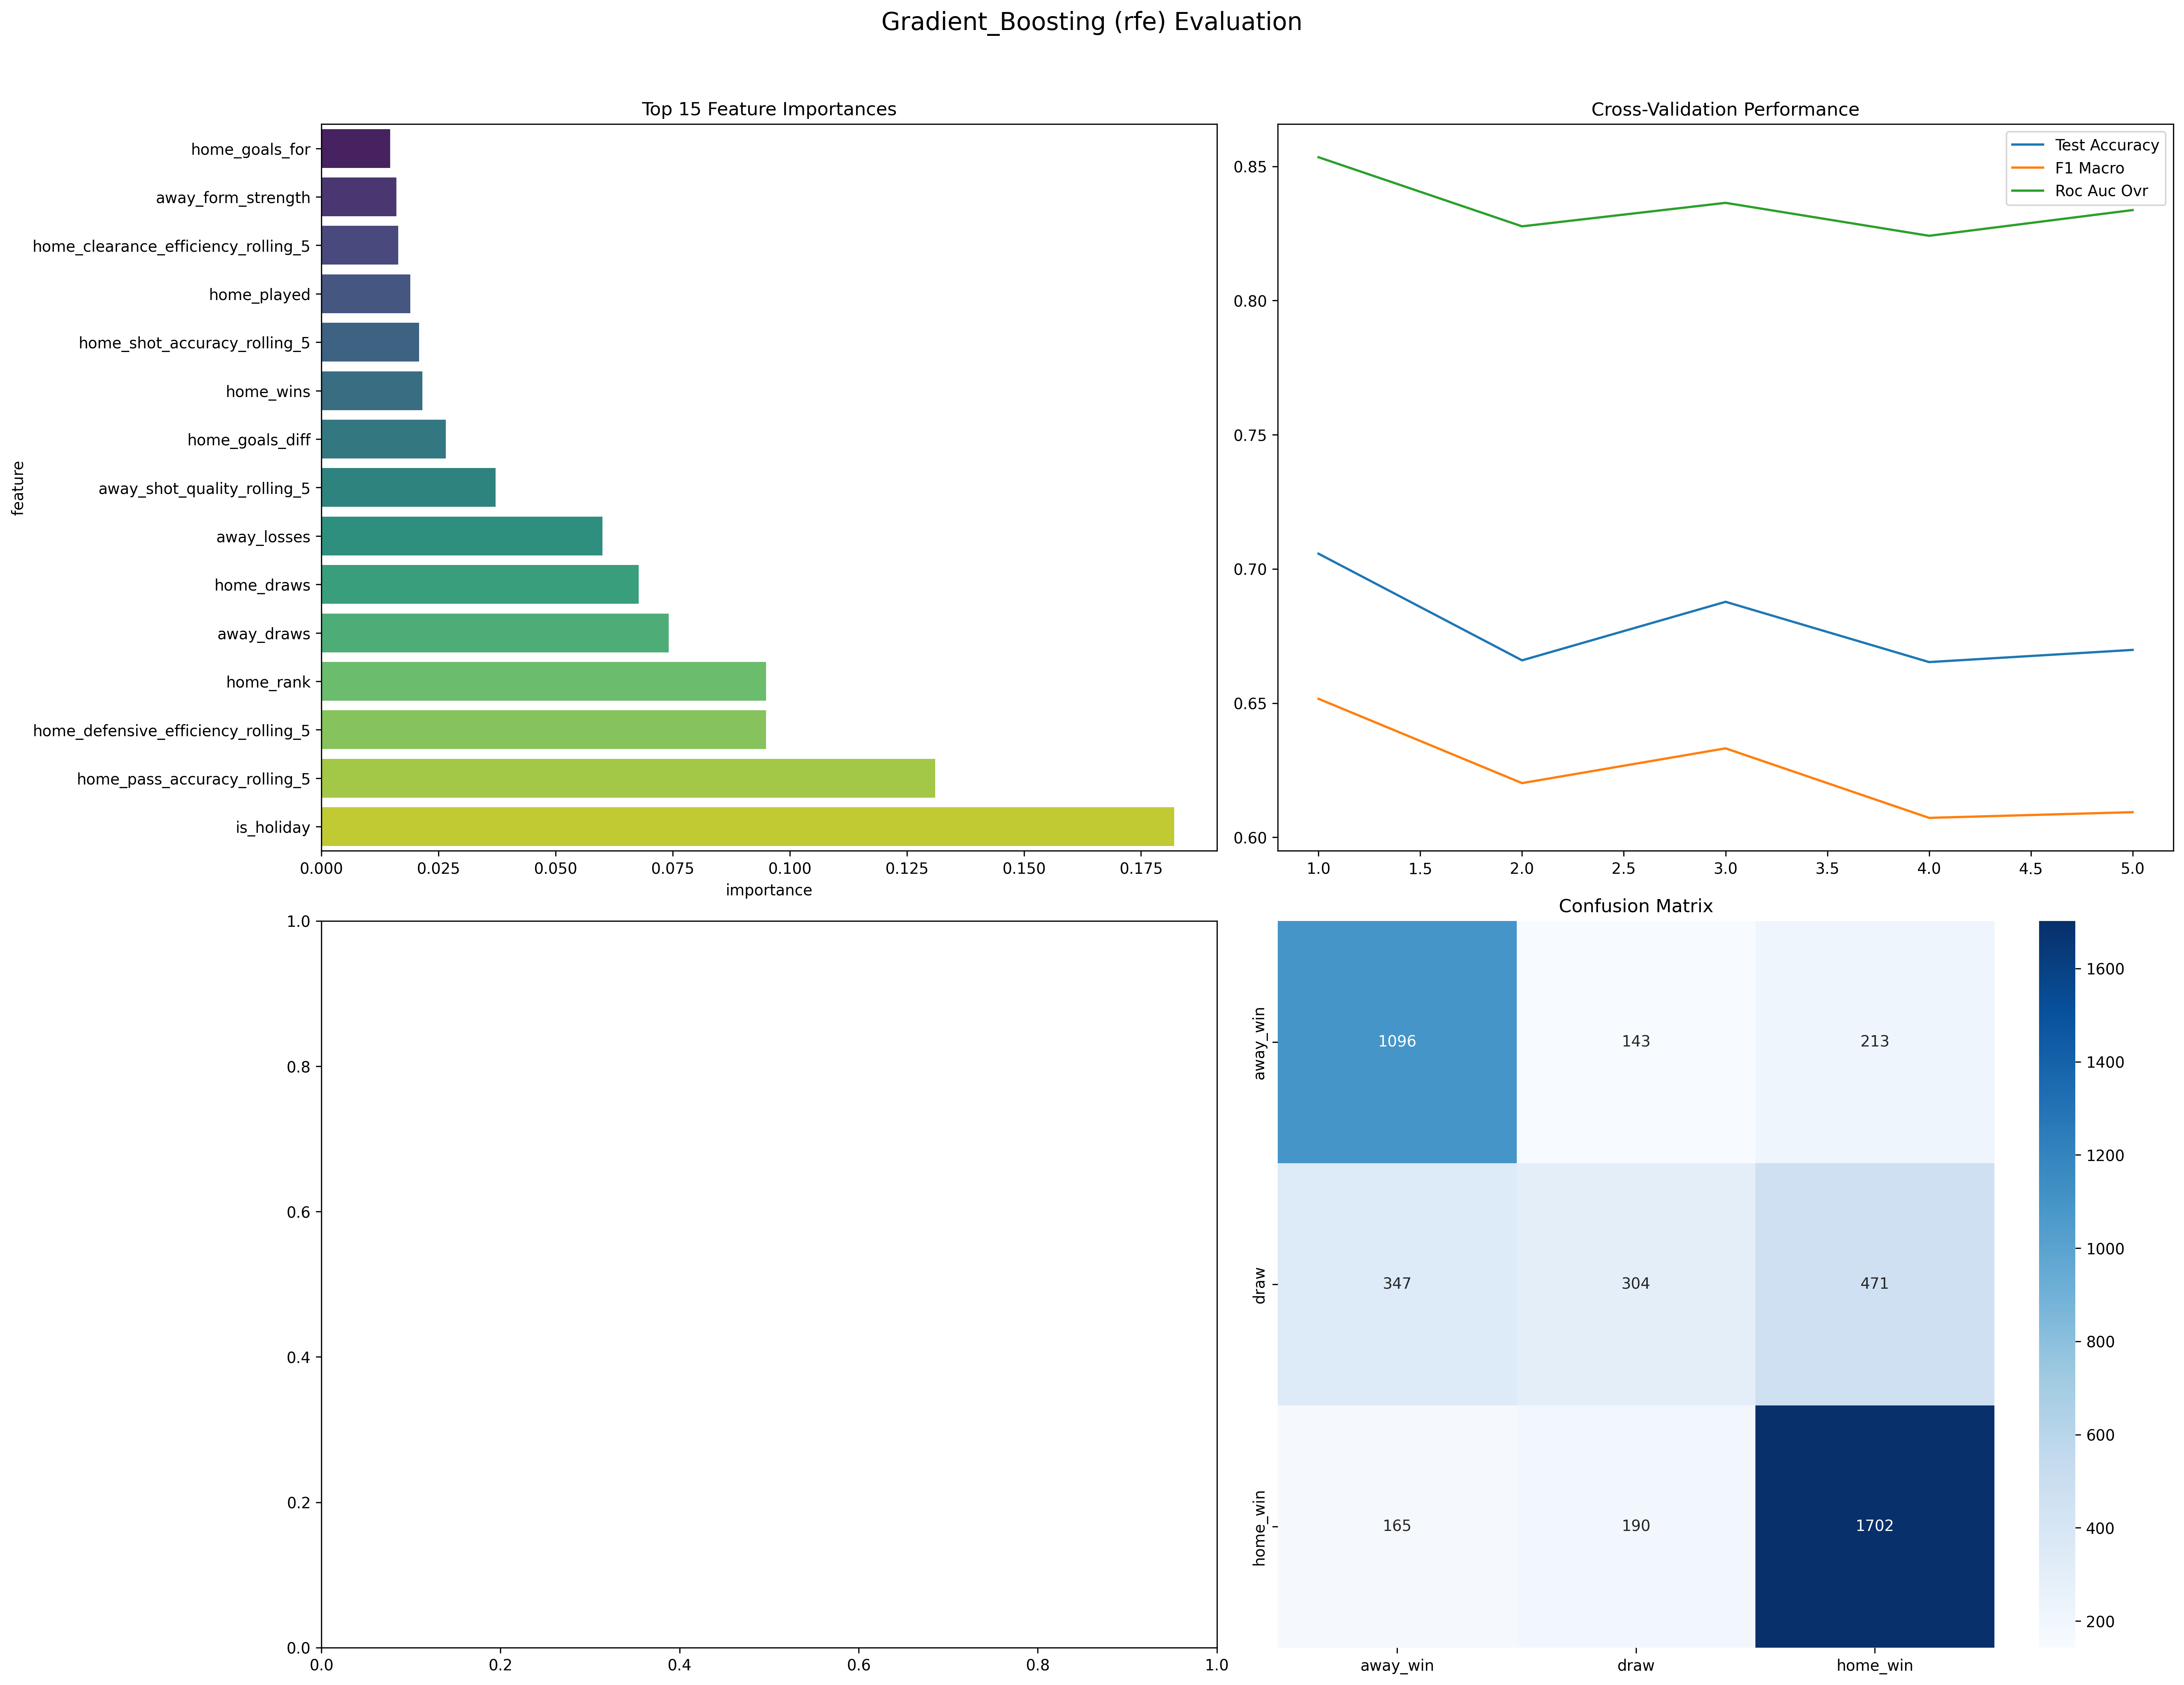 Gradient_Boosting (rfe) Evaluation
Top 15 Feature Importances
feature
home_goals_for
away_form_strength
home_clearance_efficiency_rolling_5
home_played
home_shot_accuracy_rolling_5
home_wins
home_goals_diff
away_shot_quality_rolling_5
away_losses
home_draws
away_draws
home_rank
home_defensive_efficiency_rolling_5
home_pass_accuracy_rolling_5
is_holiday
0.000 0.025 0.050 0.075 0.100 0.125 0.150 0.175
importance
Cross-Validation Performance
Test Accuracy
F1 Macro
Roc Auc Ovr
0.85
0.80
0.75
0.70
0.65
0.60
1.0 1.5 2.0 2.5 3.0 3.5 4.0 4.5 5.0
1.0
0.8
0.6
0.4
0.2
0.0
0.0 0.2 0.4 0.6 0.8 1.0
Confusion Matrix
away_win
1096 143 213
draw
347 304 471
home_win
165 190 1702
away_win draw home_win
1600
1400
1200
1000
800
600
400
200